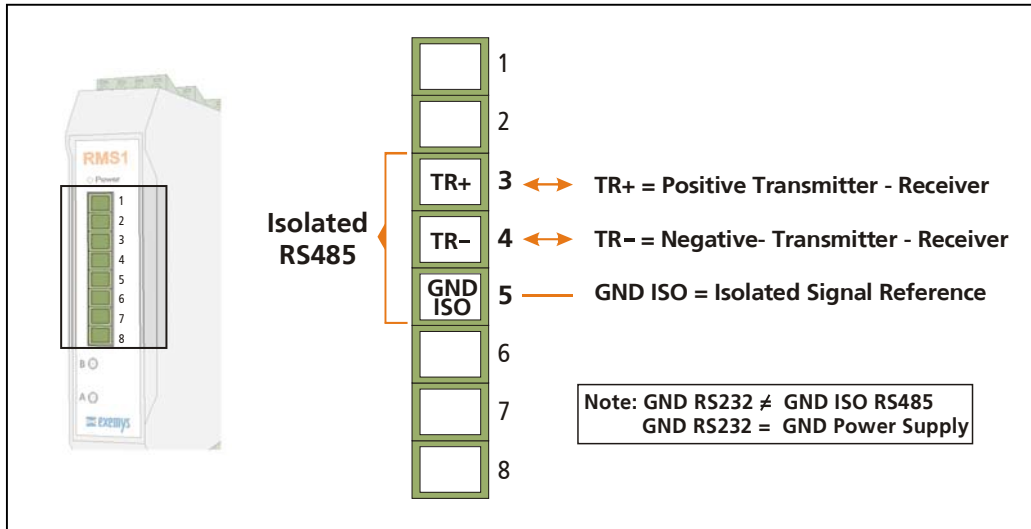 RMS1
Power
1
2
3
4
5
6
7
8
B
A
exemys
Isolated
RS485
1
2
TR+ 3 TR+ = Positive Transmitter - Receiver
TR- 4 TR- = Negative- Transmitter - Receiver
GND
ISO 5 GND ISO = Isolated Signal Reference
6
7
8
Note: GND RS232 ≠ GND ISO RS485
GND RS232 = GND Power Supply